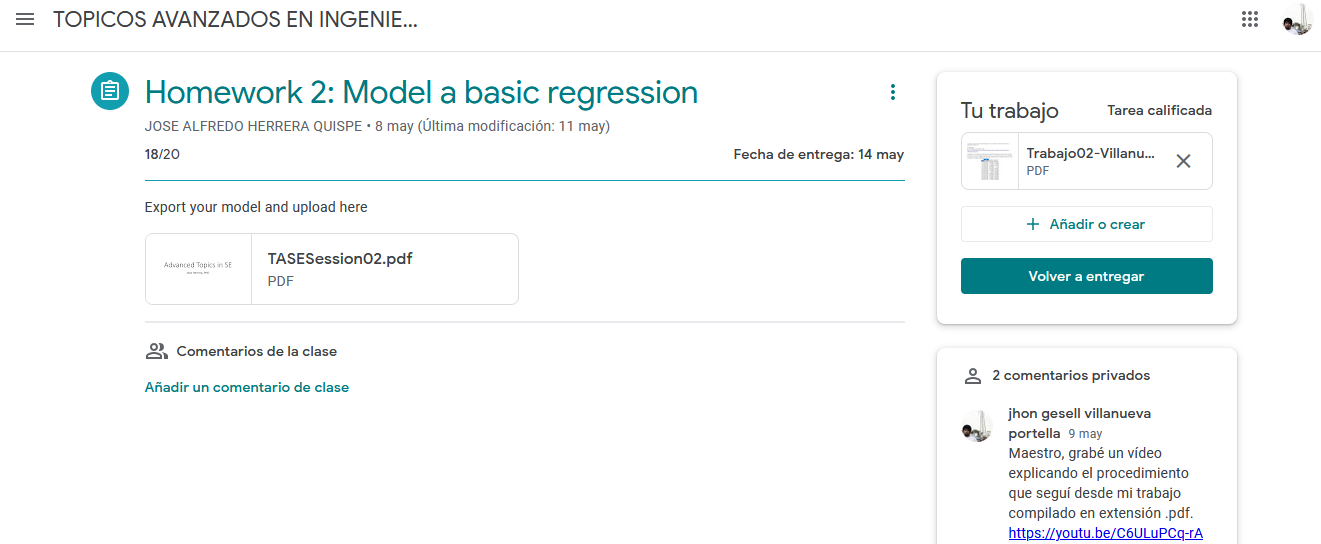 TOPICOS AVANZADOS EN INGENIE...
Homework 2: Model a basic regression
JOSE ALFREDO HERRERA QUISPE • 8 may (Última modificación: 11 may)
18/20
Fecha de entrega: 14 may
Export your model and upload here
Advanced Topics in SE
TASESession02.pdf
PDF
Comentarios de la clase
Añadir un comentario de clase
Tu trabajo
Tarea calificada
Trabajo02-Villanu...
PDF
+ Añadir o crear
Volver a entregar
2 comentarios privados
jhon gesell villanueva
portella 9 may
Maestro, grabé un vídeo
explicando el procedimiento
que seguí desde mi trabajo
compilado en extensión .pdf.
https://youtu.be/C6ULuPCq-rA